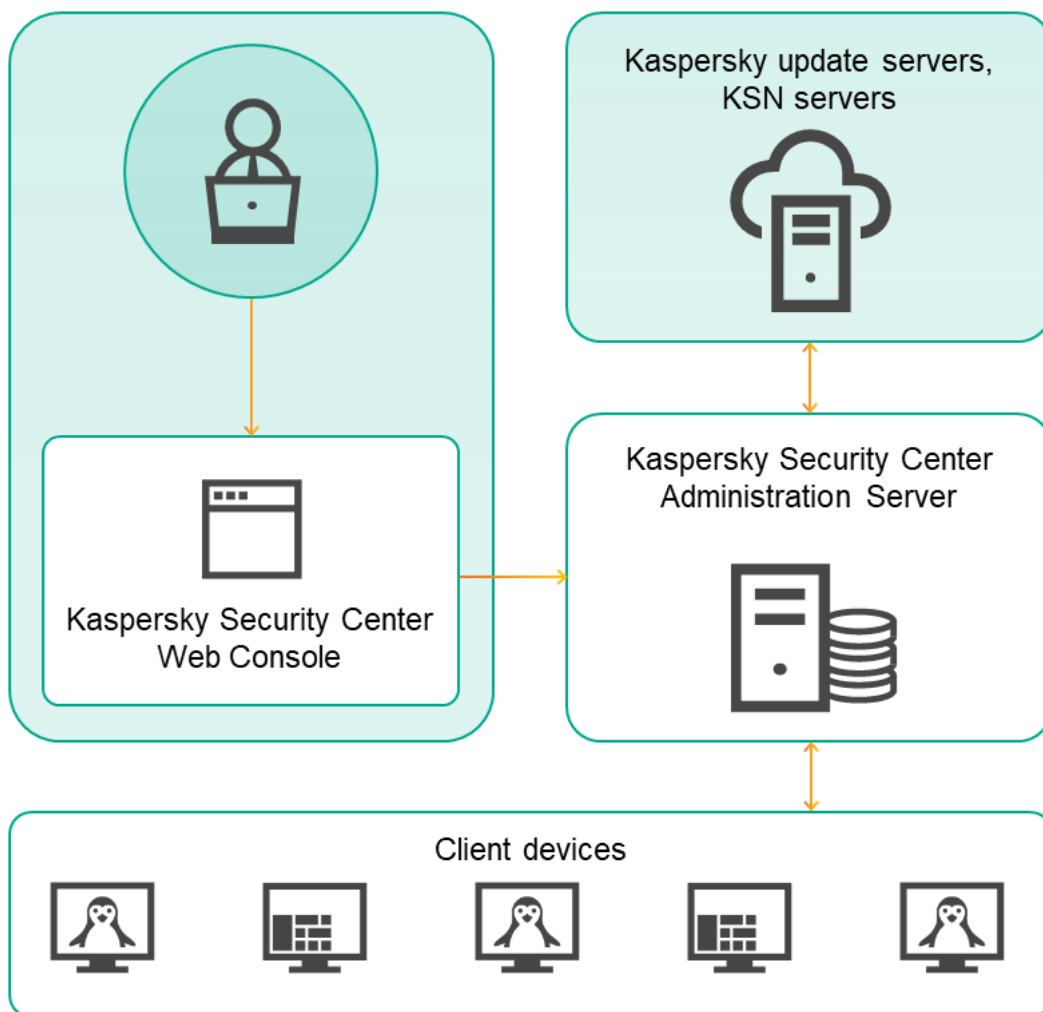 Kaspersky update servers,
KSN servers
Kaspersky Security Center
Administration Server
Kaspersky Security Center
Web Console
Client devices